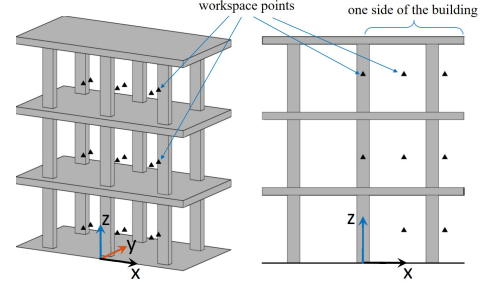 workspace points
one side of the building
z
y
x
z
x